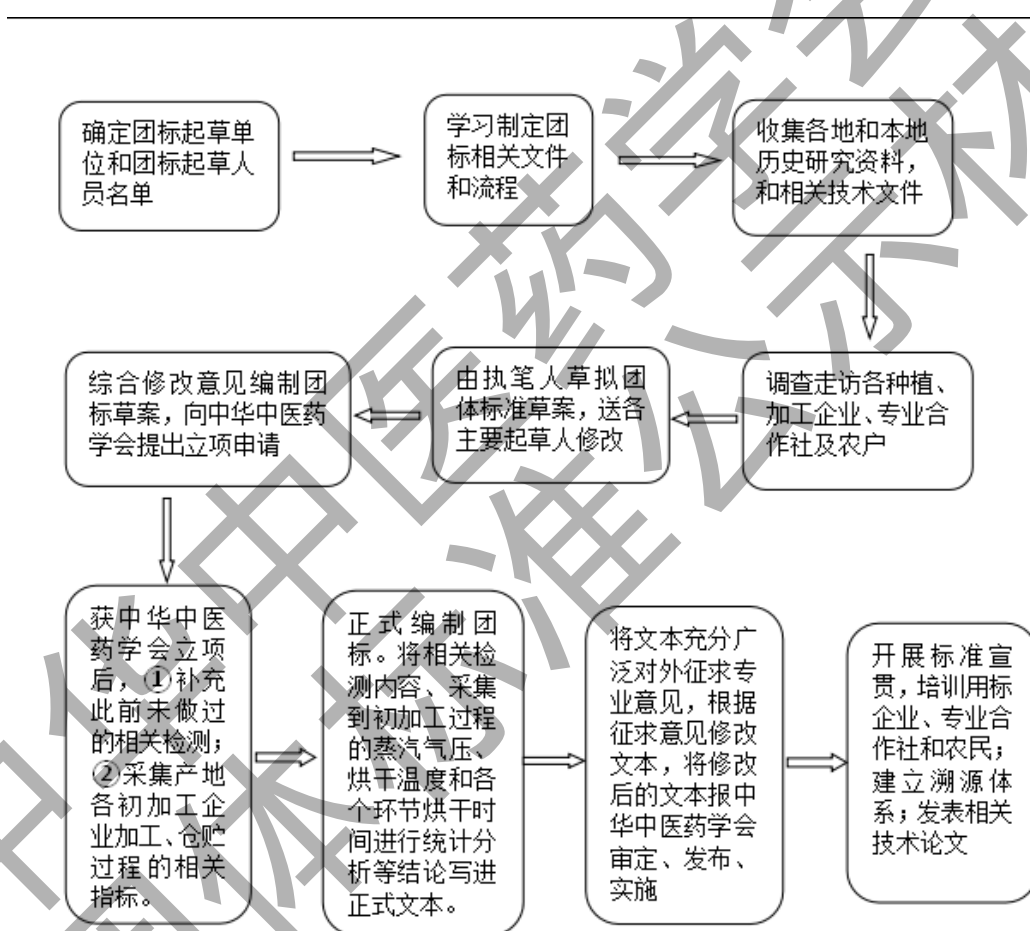 确定团标起草单
位和团标起草人
员名单
学习制定团
标相关文件
和流程
收集各地和本地
历史研究资料，
和相关技术文件
调查走访各种植、
加工企业、专业合
作社及农户
由执笔人草拟团
体标准草案，送各
主要起草人修改
综合修改意见编制团
标草案，向中华中医药
学会提出立项申请
获中华中医
药学会立项
后，①补充
此前未做过
的相关检测；
②采集产地
各初加工企
业加工、仓贮
过程的相关
指标。
正式编制团
标。将相关检
测内容、采集
到初加工过程
的蒸汽气压、
烘干温度和各
个环节烘干时
间进行统计分
析等结论写进
正式文本。
将文本充分广
泛对外征求专
业意见，根据
征求意见修改
文本，将修改
后的文本报中
华中医药学会
审定、发布、
实施
开展标准宣
贯，培训用标
企业、专业合
作社和农民；
建立溯源体
系；发表相关
技术论文
中华中医药学会
团体标准公示材